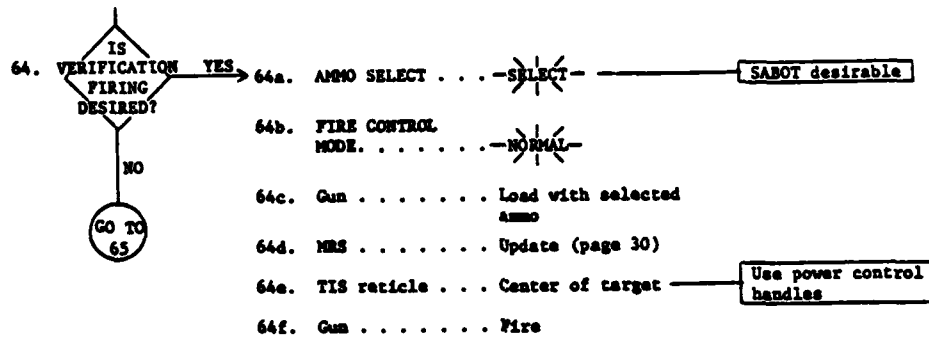 64. IS VERIFICATION FIRING DESIRED?
YES
64a. AMMO SELECT . . . SELECT
SABOT desirable
64b. FIRE CONTROL
MODE. . . . . . . NORMAL
NO
64c. Gun . . . . . . . Load with selected
ammo
GO TO
65
64d. MRS . . . . . . . Update (page 30)
64e. TIS reticle . . . Center of target
Use power control
handles
64f. Gun . . . . . . . Fire